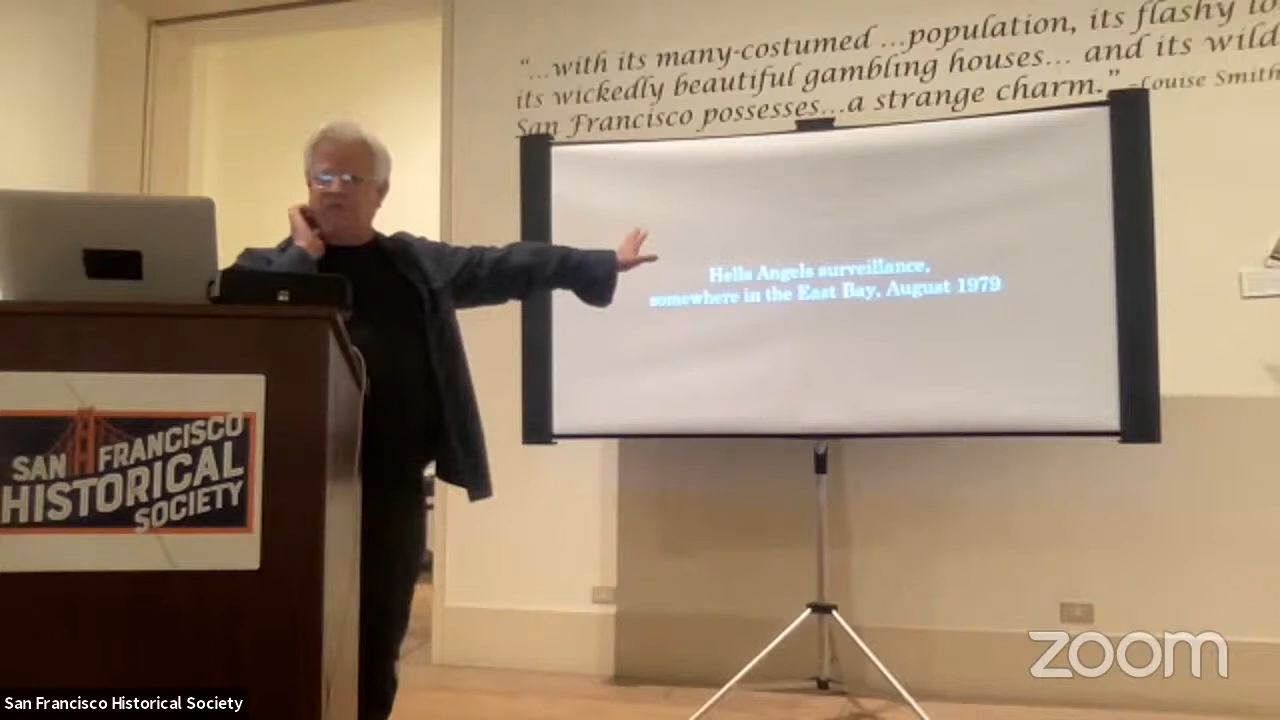 "...with its many-costumed ...population, its flashy
its wickedly beautiful gambling houses... and its wild
San Francisco possesses...a strange charm." -Louise Smith
Hells Angels surveillance,
somewhere in the East Bay, August 1979
SAN FRANCISCO
HISTORICAL
SOCIETY
zoom
San Francisco Historical Society